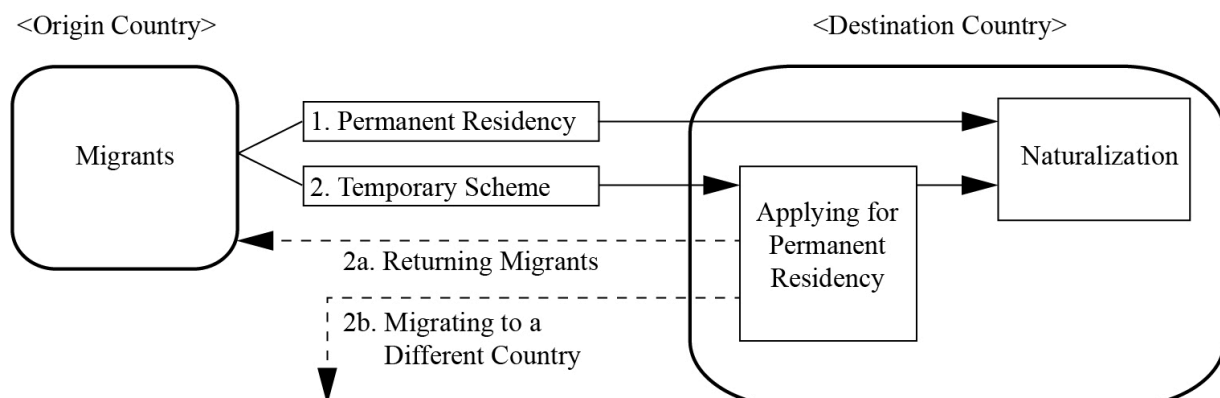 <Origin Country>
<Destination Country>
Migrants
1. Permanent Residency
2. Temporary Scheme
Naturalization
Applying for
Permanent
Residency
2a. Returning Migrants
2b. Migrating to a
Different Country